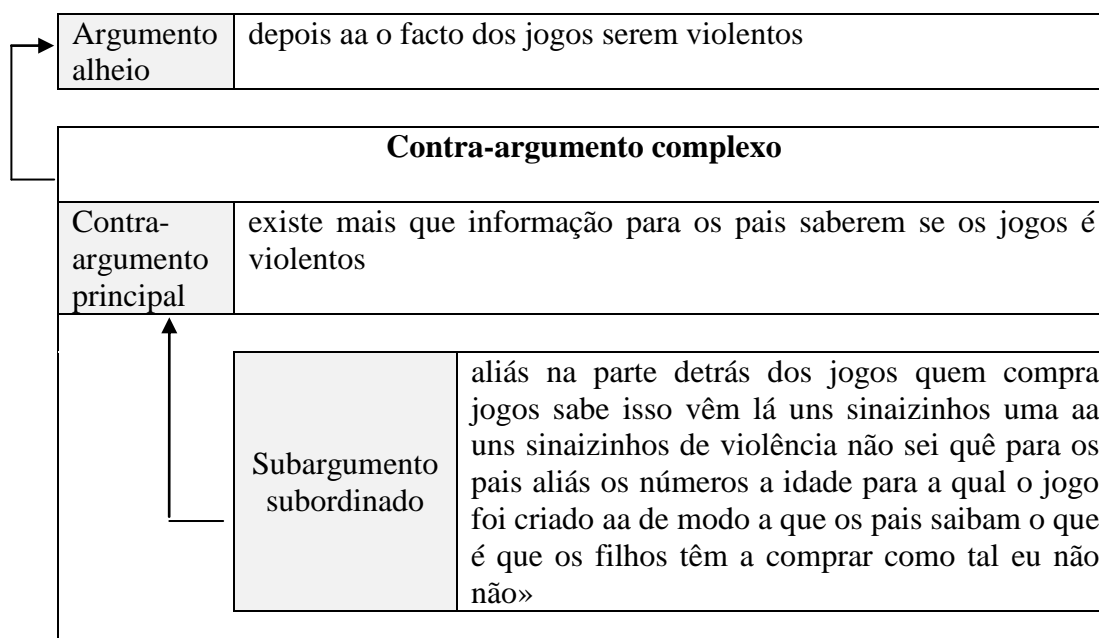 Argumento
alheio
depois aa o facto dos jogos serem violentos
Contra-argumento complexo
Contra-
argumento
principal
existe mais que informação para os pais saberem se os jogos é
violentos
Subargumento
subordinado
aliás na parte detrás dos jogos quem compra
jogos sabe isso vêm lá uns sinaizinhos uma aa
uns sinaizinhos de violência não sei quê para os
pais aliás os números a idade para a qual o jogo
foi criado aa de modo a que os pais saibam o que
é que os filhos têm a comprar como tal eu não
não»